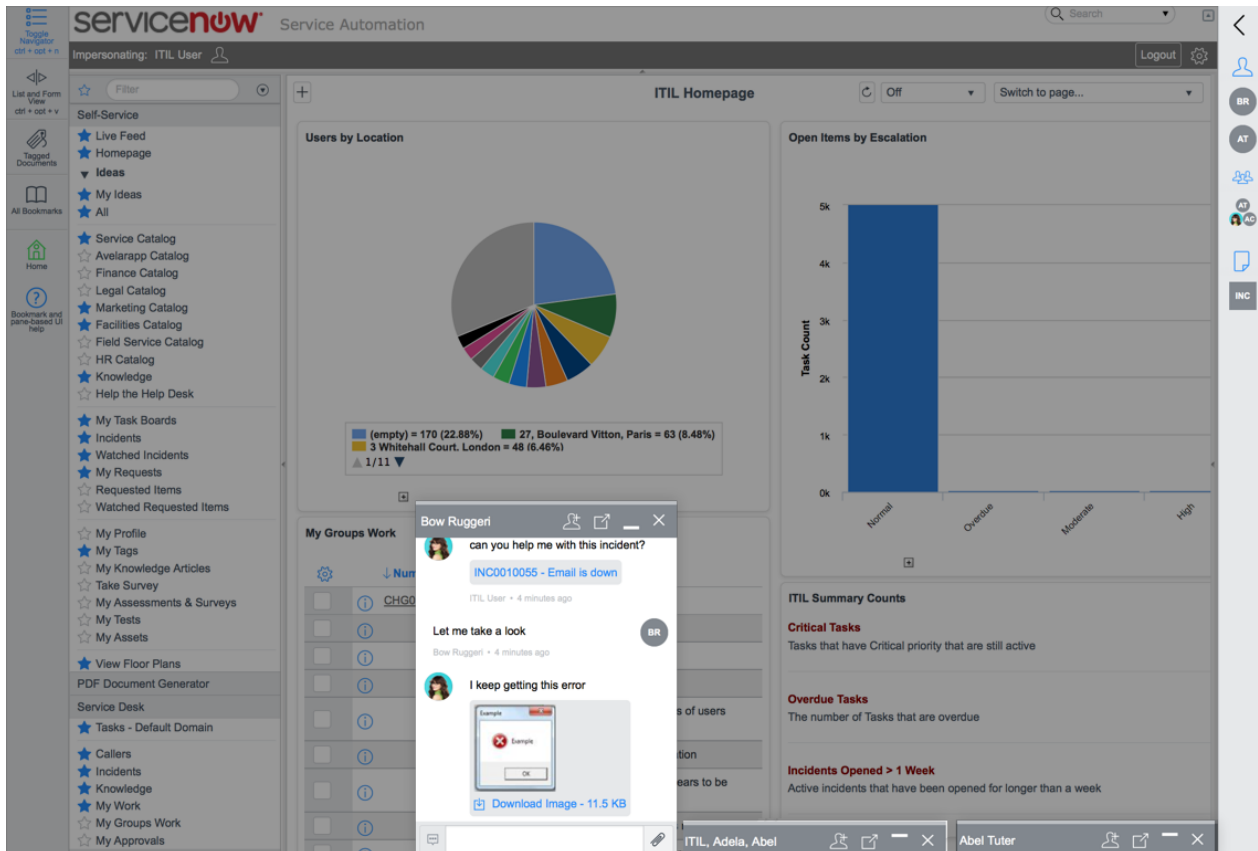 servicenow Service Automation
Search
Toggle
Navigator
ctrl + opt + n
Impersonating: ITIL User
Logout
List and Form
View
ctrl + opt + v
Tagged
Documents
All Bookmarks
Home
Bookmark and
pane-based UI
help
Filter
Self-Service
Live Feed
Homepage
Ideas
My Ideas
All
Service Catalog
Avelarapp Catalog
Finance Catalog
Legal Catalog
Marketing Catalog
Facilities Catalog
Field Service Catalog
HR Catalog
Knowledge
Help the Help Desk
My Task Boards
Incidents
Watched Incidents
My Requests
Requested Items
Watched Requested Items
My Profile
My Tags
My Knowledge Articles
Take Survey
My Assessments & Surveys
My Tests
My Assets
View Floor Plans
PDF Document Generator
Service Desk
Tasks - Default Domain
Callers
Incidents
Knowledge
My Work
My Groups Work
My Approvals
ITIL Homepage
Off
Switch to page...
Users by Location
(empty) = 170 (22.88%) 27, Boulevard Vitton, Paris = 63 (8.48%)
3 Whitehall Court, London = 48 (6.46%)
1/11
Open Items by Escalation
Task Count
5k
4k
3k
2k
1k
0k
Normal
Overdue
Moderate
High
My Groups Work
Num
CHG0
s of users
ation
ears to be
ITIL Summary Counts
Critical Tasks
Tasks that have Critical priority that are still active
Overdue Tasks
The number of Tasks that are overdue
Incidents Opened > 1 Week
Active incidents that have been opened for longer than a week
Bow Ruggeri
can you help me with this incident?
INC0010055 - Email is down
ITIL User • 4 minutes ago
Let me take a look
BR
Bow Ruggeri • 4 minutes ago
I keep getting this error
Example
Example
OK
Download Image - 11.5 KB
ITIL, Adela, Abel
Abel Tuter
BR
AT
AT
AC
INC